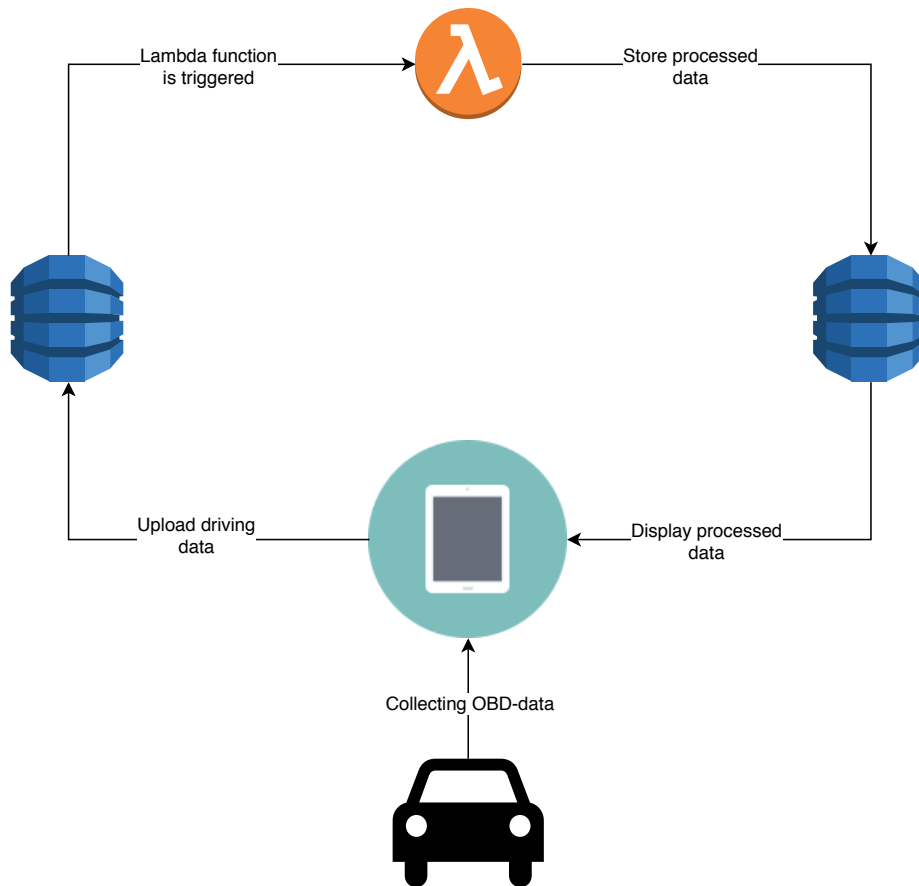 Lambda function
is triggered
Store processed
data
Upload driving
data
Display processed
data
Collecting OBD-data